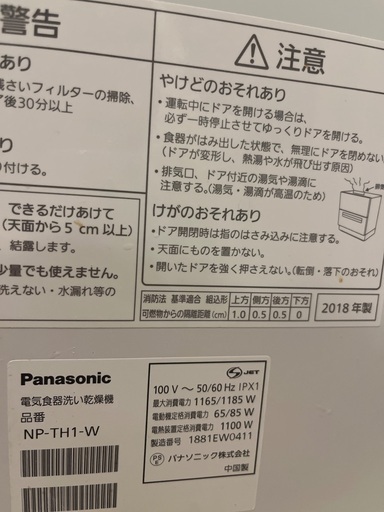 警告
注意
あり
残さいフィルターの掃除、
了後30分以上
り
付ける。
できるだけあけて
(天面から5cm以上)
、結露します。
少量でも使えません。
洗えない・水漏れ等の
やけどのおそれあり
・運転中にドアを開ける場合は、
必ず一時停止させてゆっくりドアを開ける。
・食器がはみ出した状態で、無理にドアを閉めない
(ドアが変形し、熱湯や水が飛び出す原因)
・排気口、ドア付近の湯気や湯滴に
注意する。(湯気・湯滴が高温のため)
けがのおそれあり
・ドア開閉時は指のはさみ込みに注意する。
・天面にものを置かない。
・開いたドアを強く押さえない。(転倒・落下のおそれ)
消防法 基準適合 組込形 上方 側方 後方 下方
可燃物からの隔離距離(cm) 1.0 0.5 0.5 0
2018年製
Panasonic
電気食器洗い乾燥機
品番
NP-TH1-W
JET
100 V ～ 50/60 Hz IPX1
最大消費電力 1165/1185 W
電動機定格消費電力 65/85 W
電熱装置定格消費電力 1100 W
製造番号 1881EW0411
PSE パナソニック株式会社
中国製